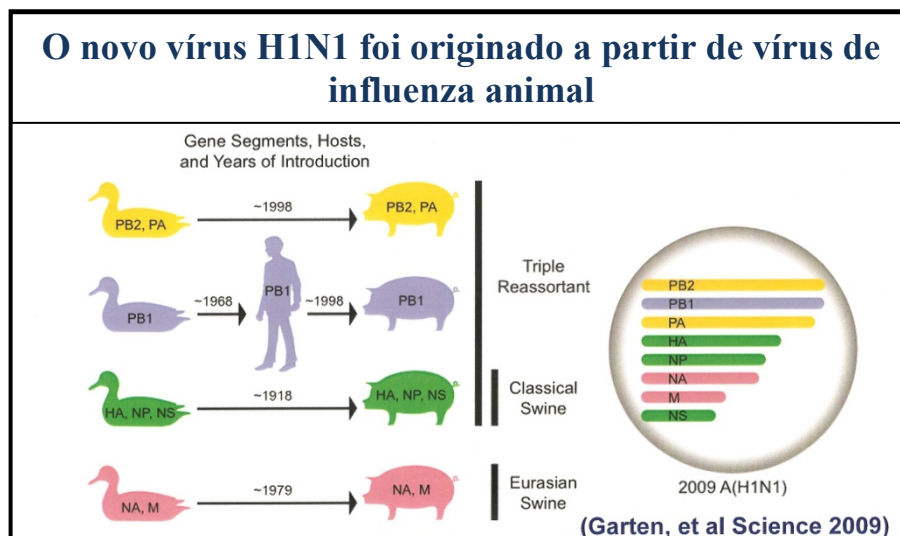 O novo vírus H1N1 foi originado a partir de vírus de
influenza animal
Gene Segments, Hosts,
and Years of Introduction
PB2, PA
~1998
PB2, PA
PB1
~1968
PB1
~1998
PB1
Triple
Reassortant
HA, NP, NS
~1918
HA, NP, NS
Classical
Swine
NA, M
~1979
NA, M
Eurasian
Swine
PB2
PB1
PA
HA
NP
NA
M
NS
2009 A(H1N1)
(Garten, et al Science 2009)